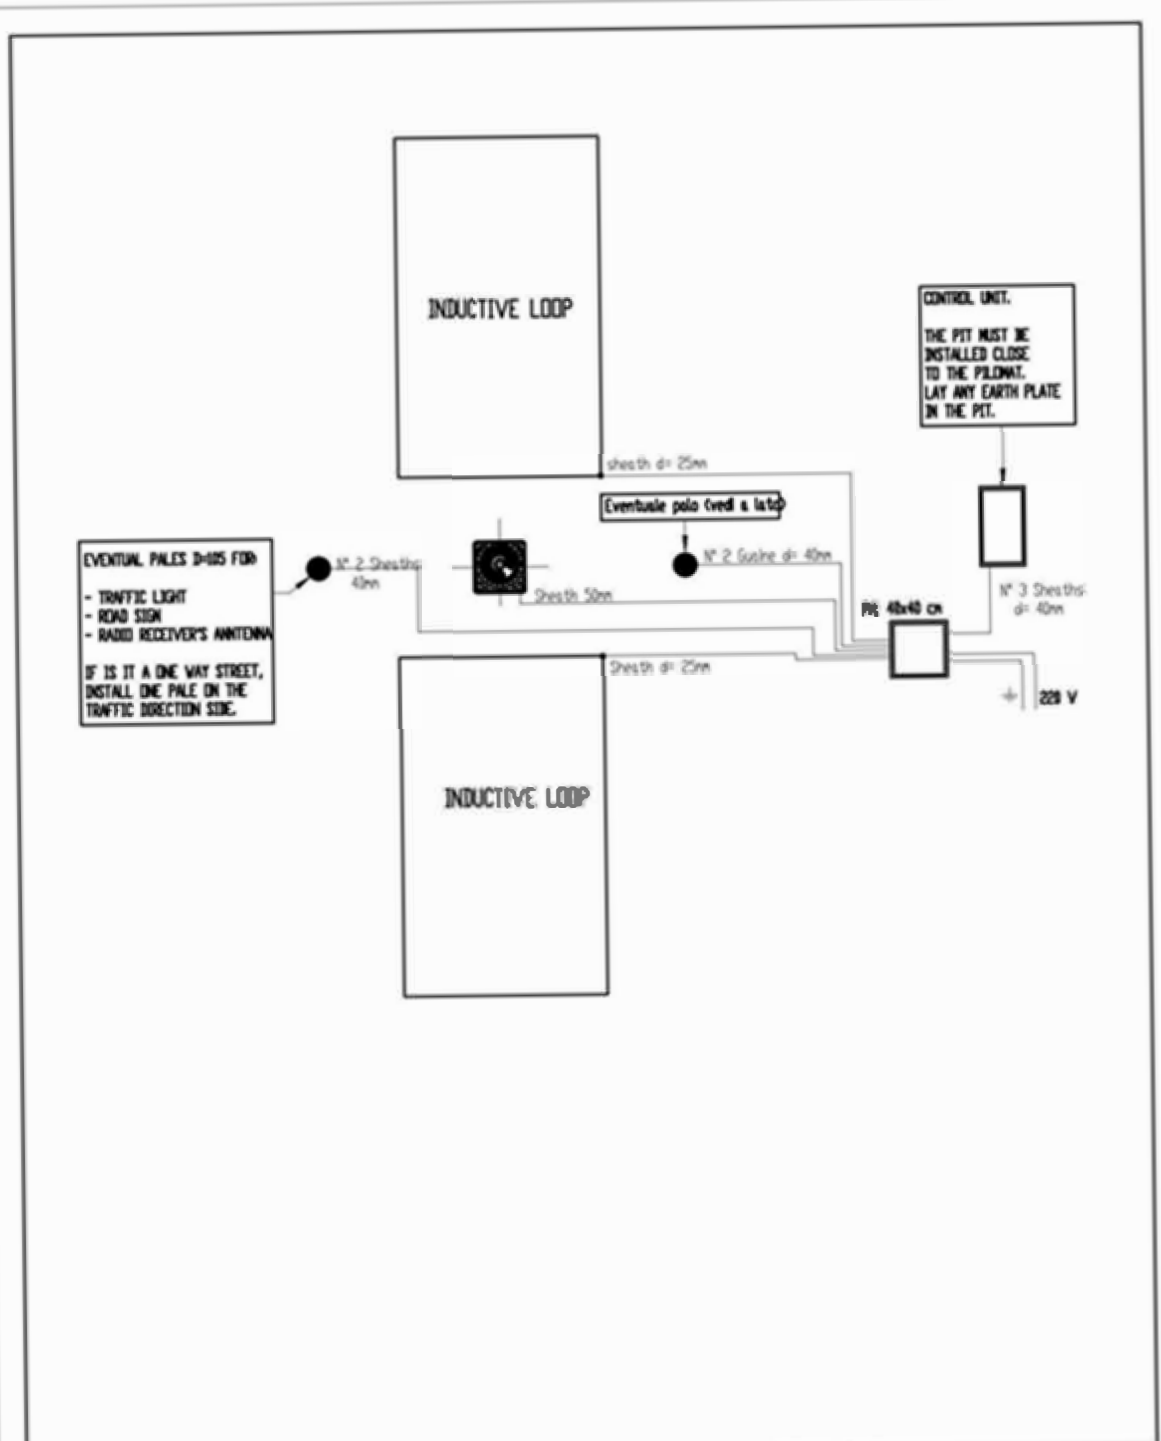 INDUCTIVE LOOP
CONTROL UNIT.
THE PIT MUST BE
INSTALLED CLOSE
TO THE PILOMAT.
LAY ANY EARTH PLATE
IN THE PIT.
sheath d= 25mm
Eventuale palo (vedi a lato)
EVENTUAL PALES D=105 FOR:
- TRAFFIC LIGHT
- ROAD SIGN
- RADIO RECEIVER'S ANNTENNA
IF IS IT A ONE WAY STREET,
INSTALL ONE PALE ON THE
TRAFFIC DIRECTION SIDE.
N° 2 Sheaths
40mm
N° 2 Guaine d= 40mm
Sheath 50mm
N° 3 Sheaths
d= 40mm
Pit 40x40 cm
Sheath d= 25mm
220 V
INDUCTIVE LOOP